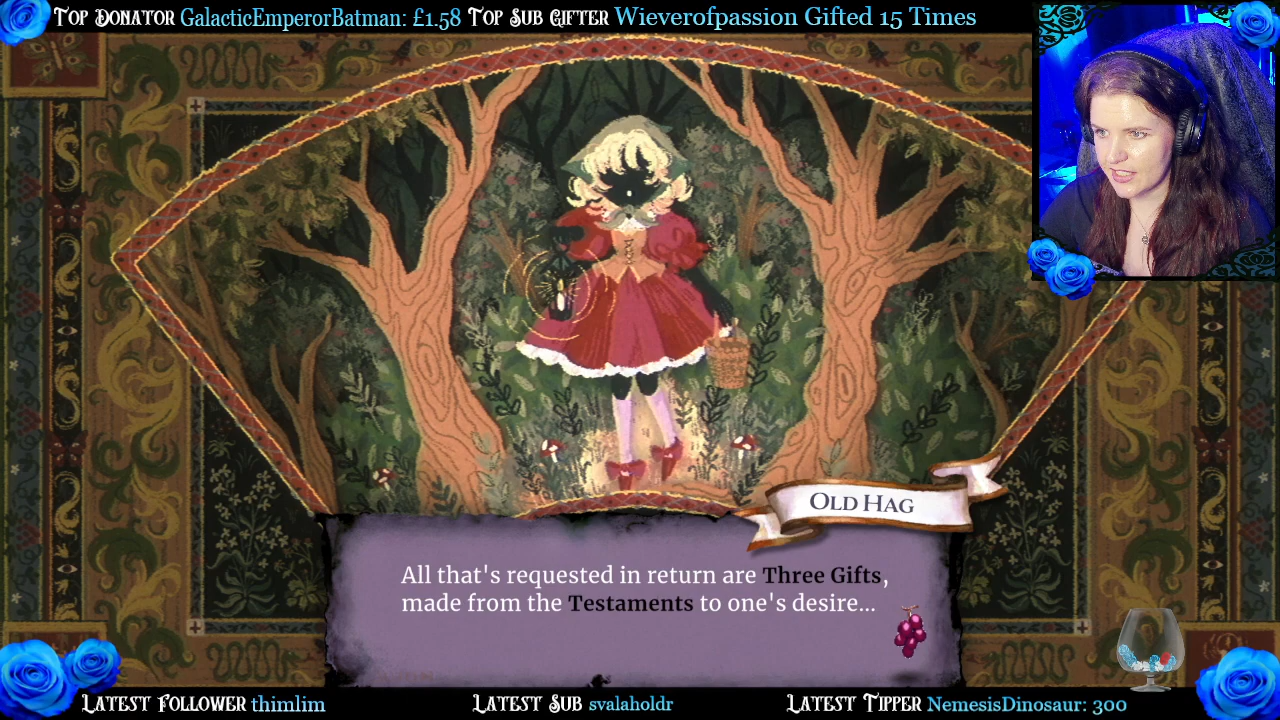 Top Donator GalacticEmperorBatman: £1.58 Top Sub Gifter Wieverofpassion Gifted 15 Times
Old Hag
All that's requested in return are Three Gifts,
made from the Testaments to one's desire...
Latest Follower thimlim Latest Sub svalaholdr Latest Tipper NemesisDinosaur: 300